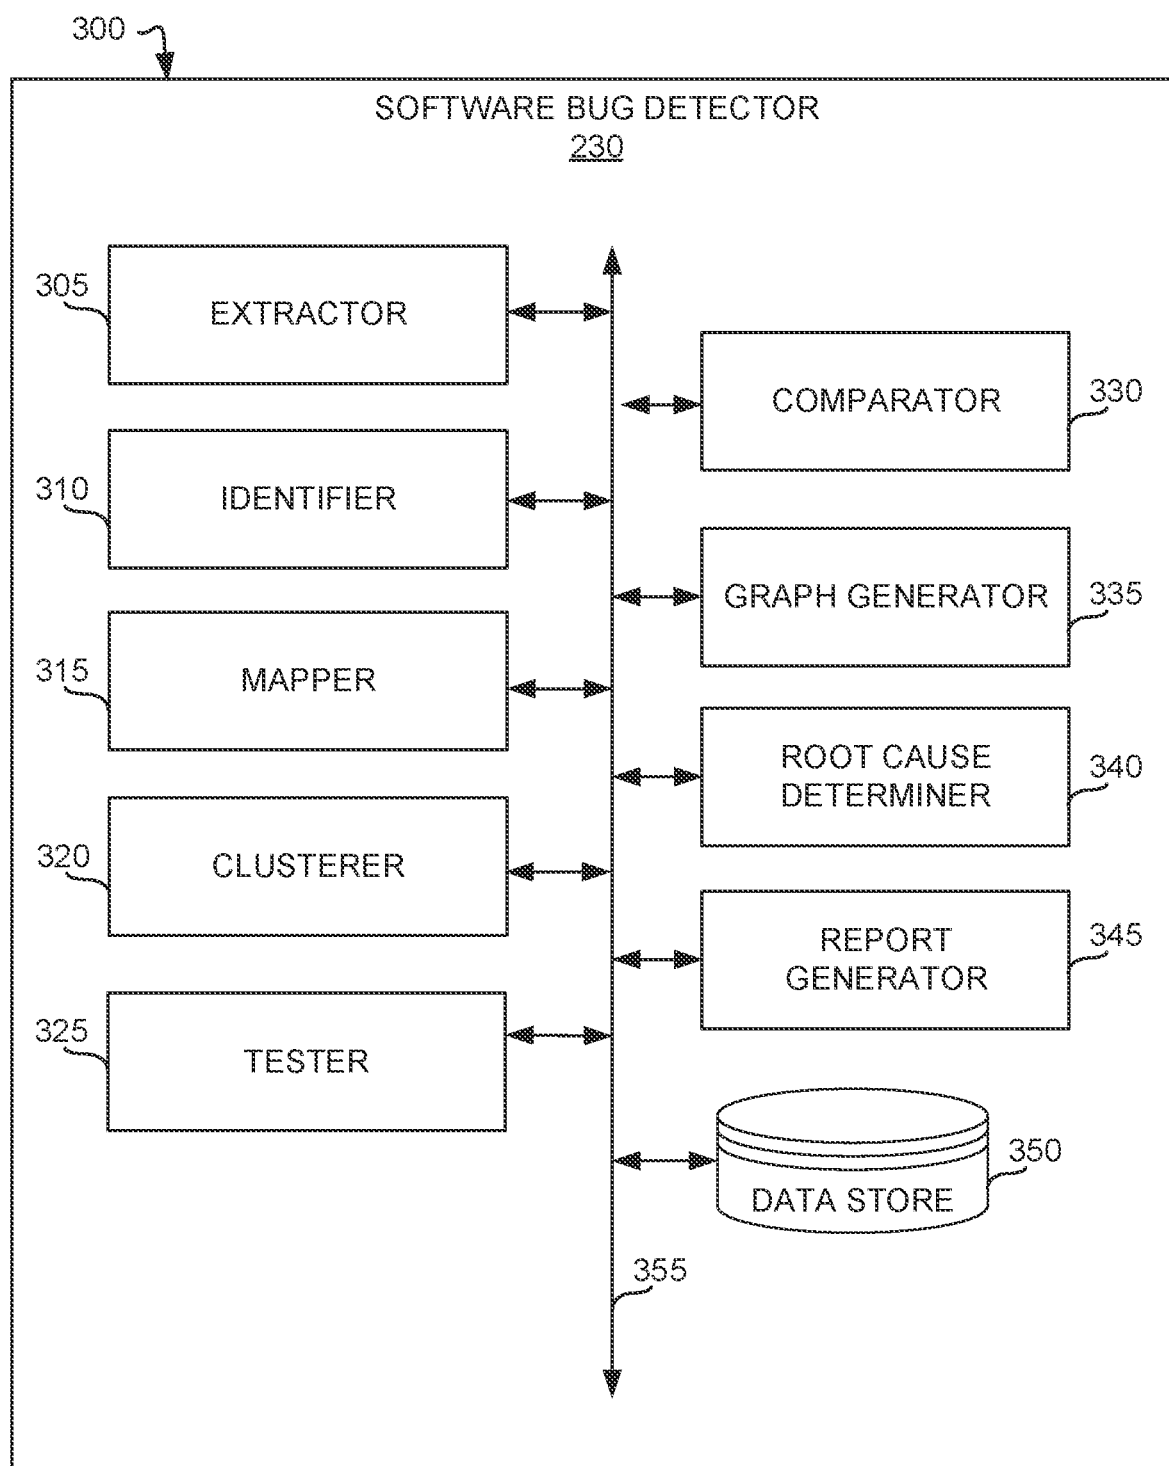 300
SOFTWARE BUG DETECTOR
230
305
EXTRACTOR
310
IDENTIFIER
315
MAPPER
320
CLUSTERER
325
TESTER
COMPARATOR
330
GRAPH GENERATOR
335
ROOT CAUSE
DETERMINER
340
REPORT
GENERATOR
345
DATA STORE
350
355